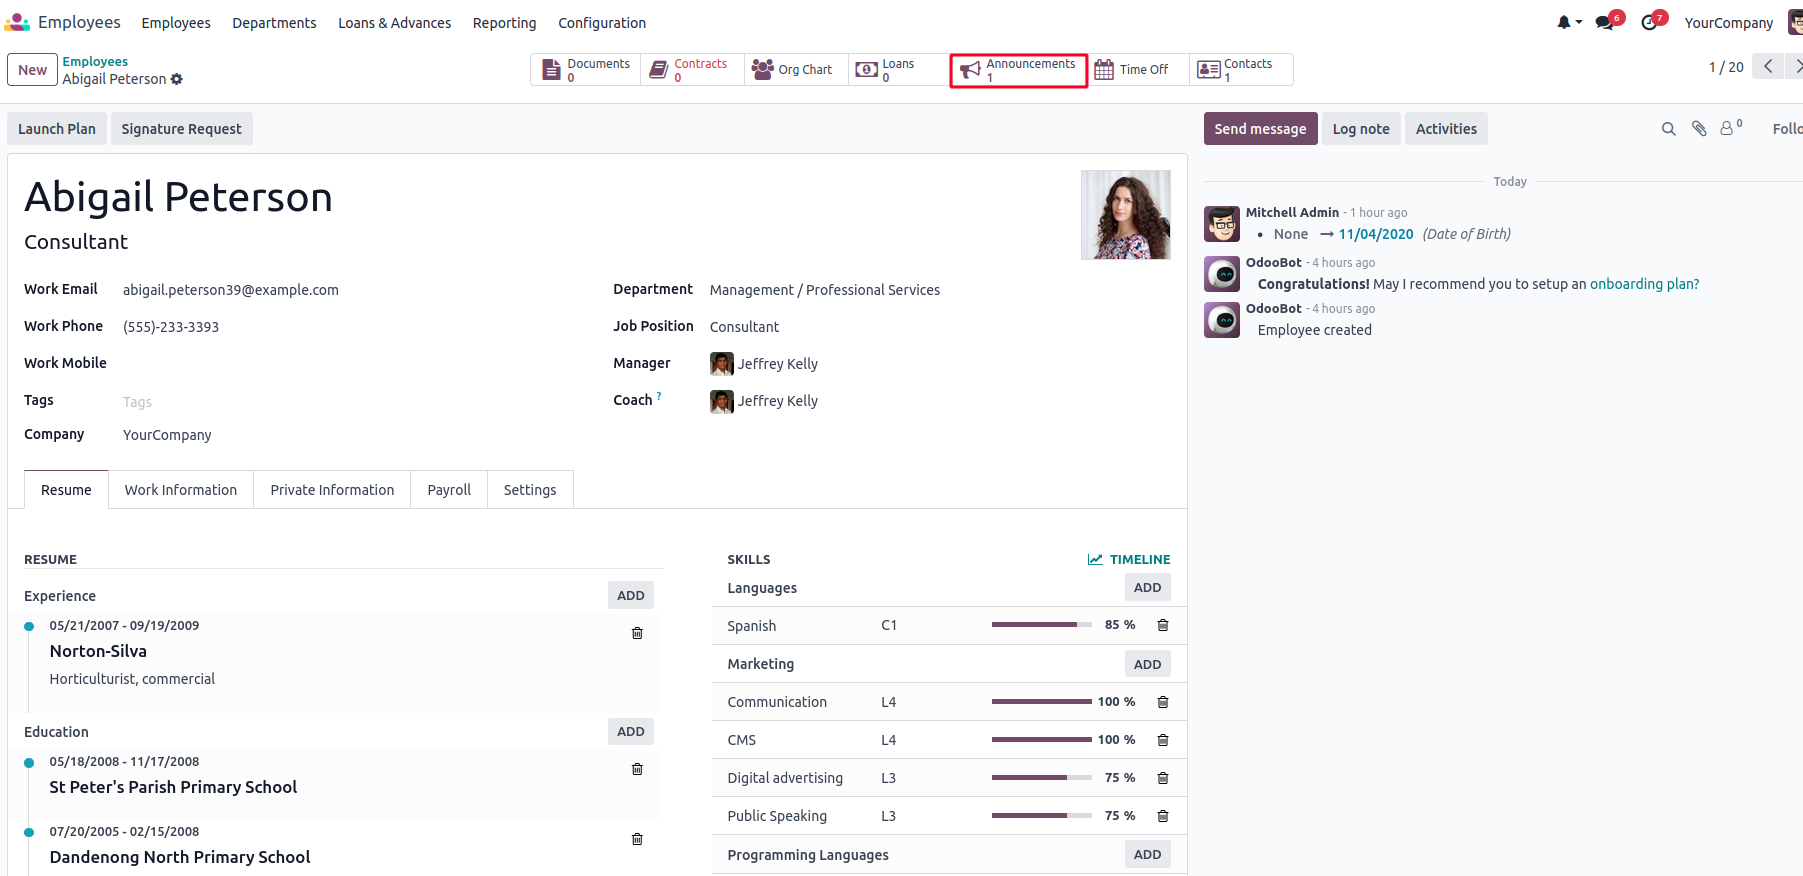 Employees Employees Departments Loans & Advances Reporting Configuration 6 7 YourCompany
New Employees
Abigail Peterson
Documents 0
Contracts 0
Org Chart
Loans 0
Announcements 1
Time Off
Contacts 1
1 / 20
Launch Plan Signature Request
Send message Log note Activities 0 Follo
Abigail Peterson
Consultant
Work Email abigail.peterson39@example.com
Work Phone (555)-233-3393
Work Mobile
Tags Tags
Company YourCompany
Department Management / Professional Services
Job Position Consultant
Manager Jeffrey Kelly
Coach ? Jeffrey Kelly
Resume Work Information Private Information Payroll Settings
RESUME
Experience ADD
05/21/2007 - 09/19/2009
Norton-Silva
Horticulturist, commercial
Education ADD
05/18/2008 - 11/17/2008
St Peter's Parish Primary School
07/20/2005 - 02/15/2008
Dandenong North Primary School
SKILLS TIMELINE
Languages ADD
Spanish C1 85 %
Marketing ADD
Communication L4 100 %
CMS L4 100 %
Digital advertising L3 75 %
Public Speaking L3 75 %
Programming Languages ADD
Today
Mitchell Admin - 1 hour ago
• None → 11/04/2020 (Date of Birth)
OdooBot - 4 hours ago
Congratulations! May I recommend you to setup an onboarding plan?
OdooBot - 4 hours ago
Employee created